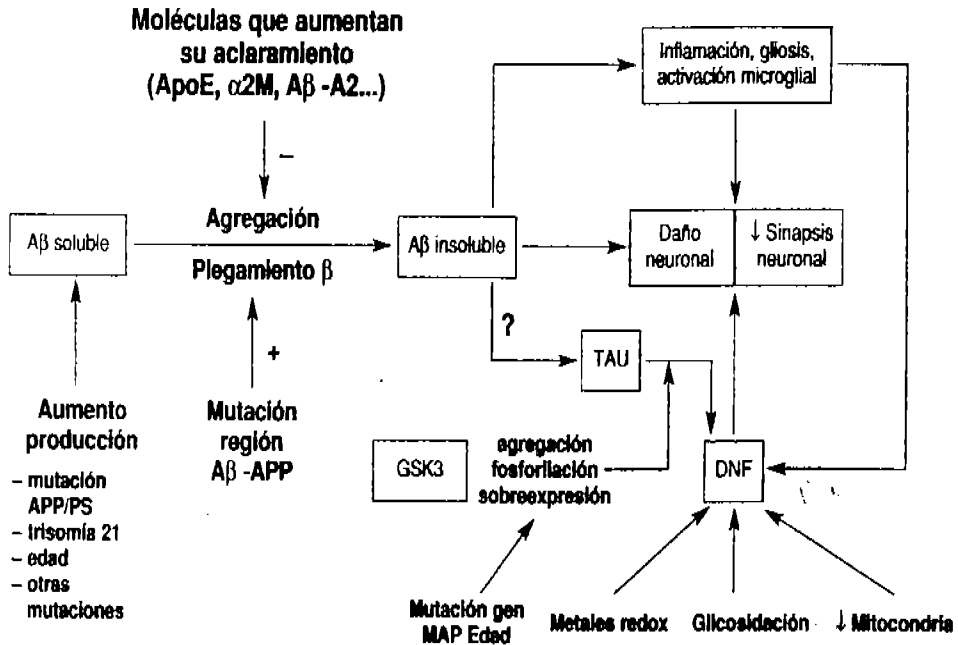 Moléculas que aumentan
su aclaramiento
(ApoE, α2M, Aβ -A2...)
Inflamación, gliosis,
activación microglial
–
Agregación
Aβ soluble
Aβ insoluble
Daño
neuronal
↓ Sinapsis
neuronal
Plegamiento β
?
+
TAU
Aumento
producción
– mutación
APP/PS
– trisomía 21
– edad
– otras
mutaciones
Mutación
región
Aβ -APP
GSK3
agregación
fosforilación
sobreexpresión
DNF
Mutación gen
MAP Edad
Metales redox
Glicosidación
↓ Mitocondria